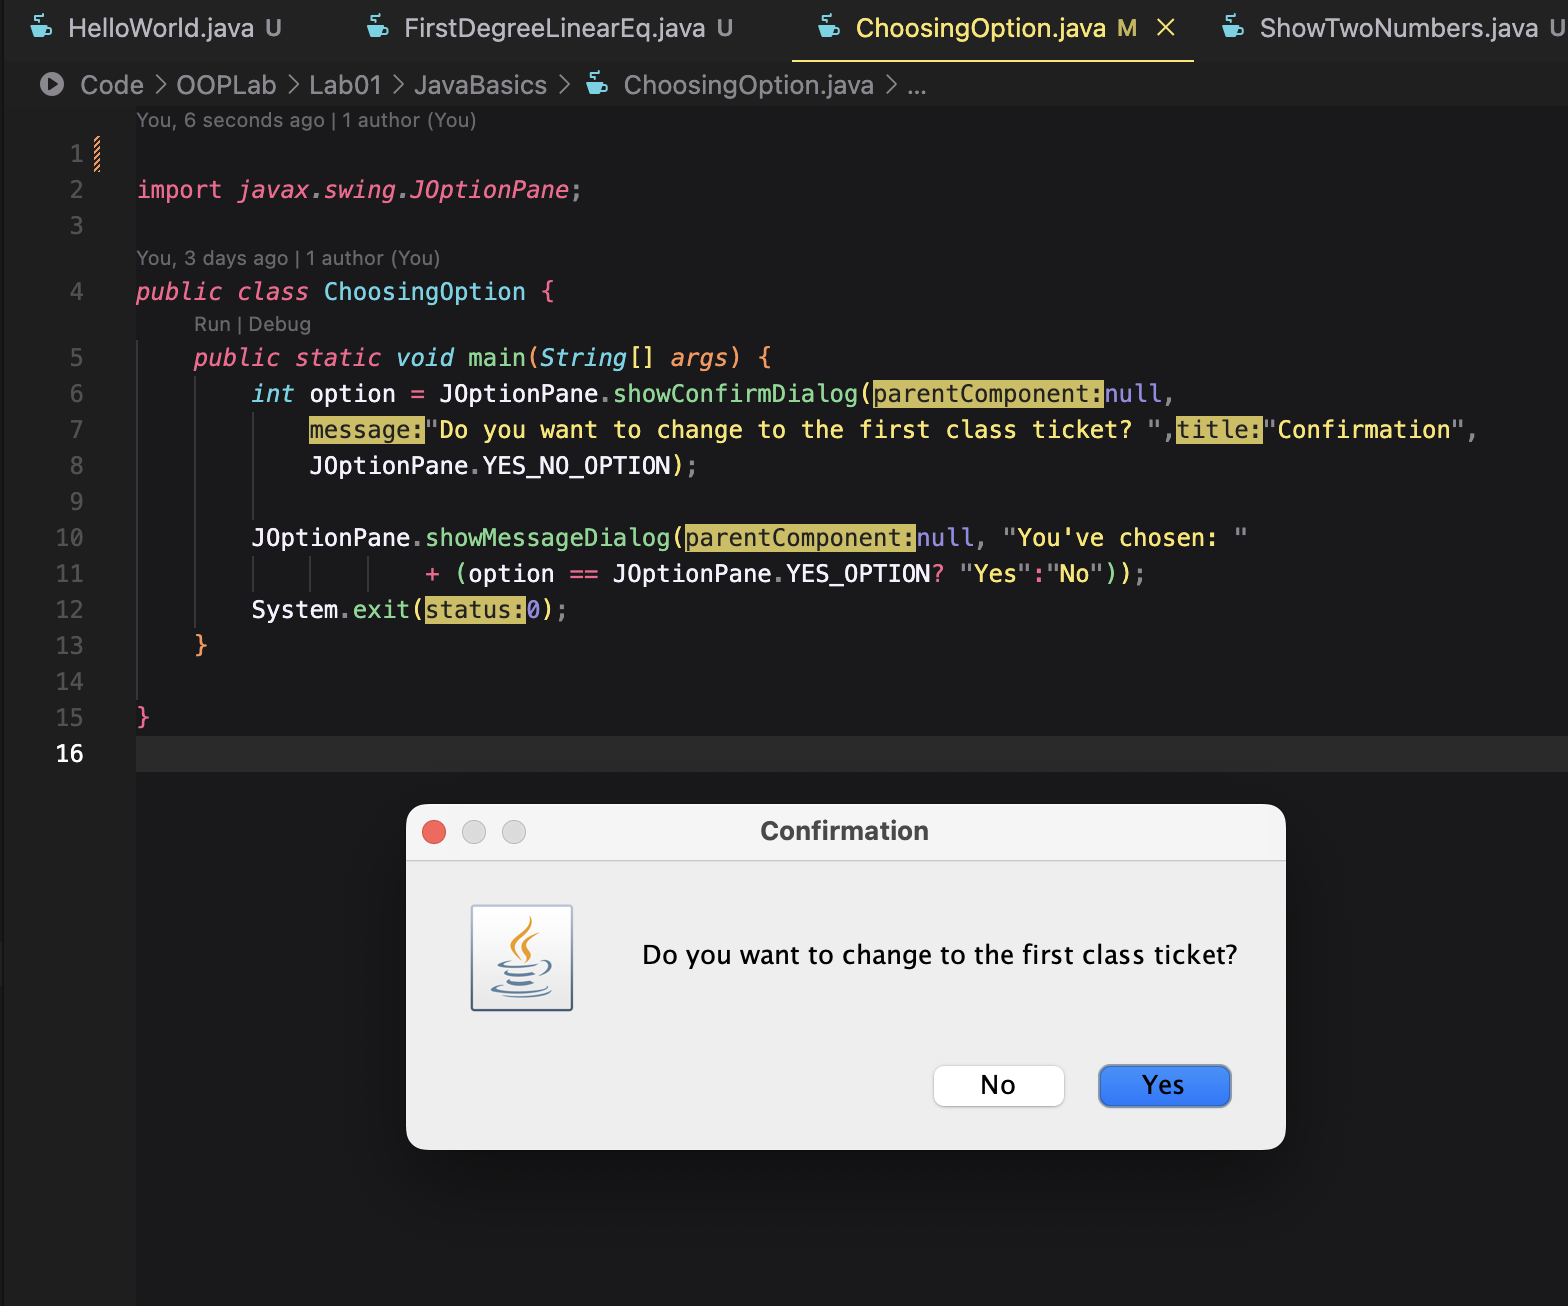 HelloWorld.java U FirstDegreeLinearEq.java U ChoosingOption.java M ShowTwoNumbers.java U
Code > OOPLab > Lab01 > JavaBasics > ChoosingOption.java > ...
You, 6 seconds ago | 1 author (You)
1
2 import javax.swing.JOptionPane;
3
You, 3 days ago | 1 author (You)
4 public class ChoosingOption {
Run | Debug
5 public static void main(String[] args) {
6 int option = JOptionPane.showConfirmDialog(parentComponent:null,
7 message:"Do you want to change to the first class ticket? ",title:"Confirmation",
8 JOptionPane.YES_NO_OPTION);
9
10 JOptionPane.showMessageDialog(parentComponent:null, "You've chosen: "
11 + (option == JOptionPane.YES_OPTION? "Yes":"No"));
12 System.exit(status:0);
13 }
14
15 }
16
Confirmation
Do you want to change to the first class ticket?
No Yes